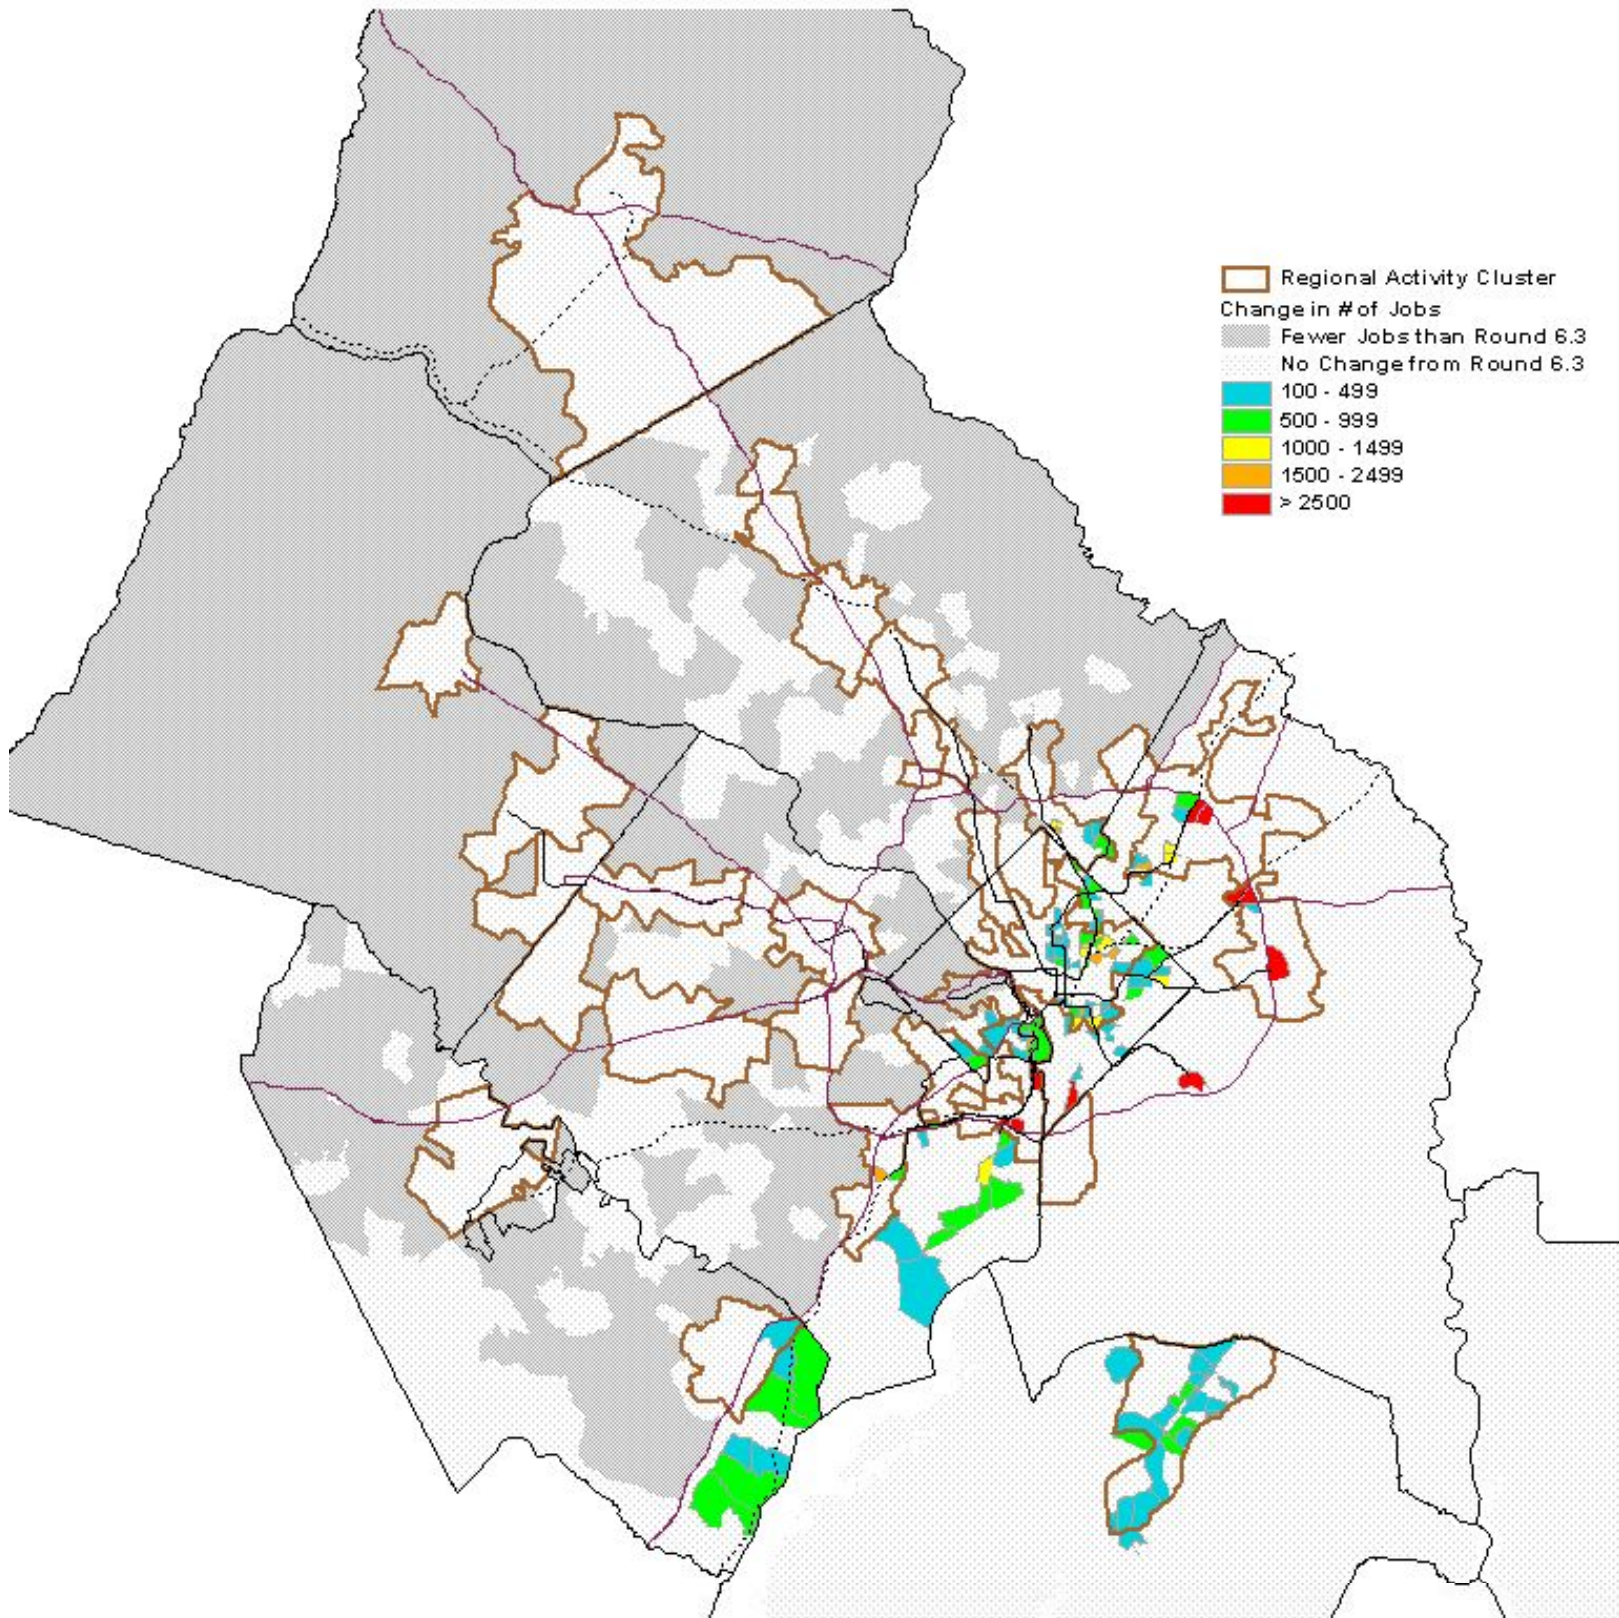 Regional Activity Cluster
Change in # of Jobs
Fewer Jobs than Round 6.3
No Change from Round 6.3
100 - 499
500 - 999
1000 - 1499
1500 - 2499
> 2500